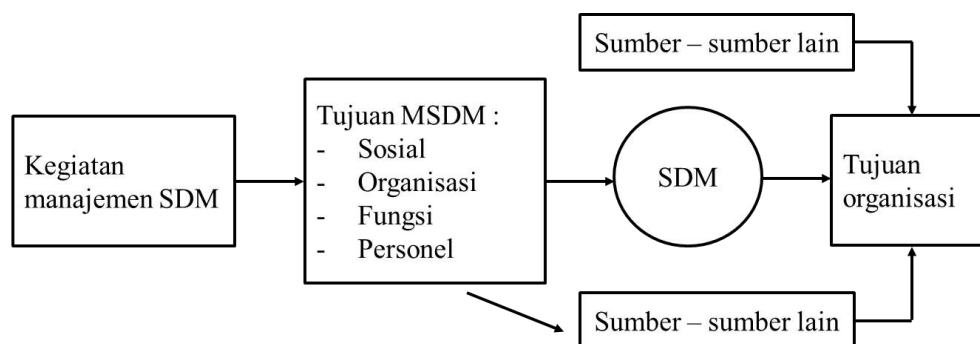 Sumber – sumber lain
Kegiatan
manajemen SDM
Tujuan MSDM :
- Sosial
- Organisasi
- Fungsi
- Personel
SDM
Tujuan
organisasi
Sumber – sumber lain